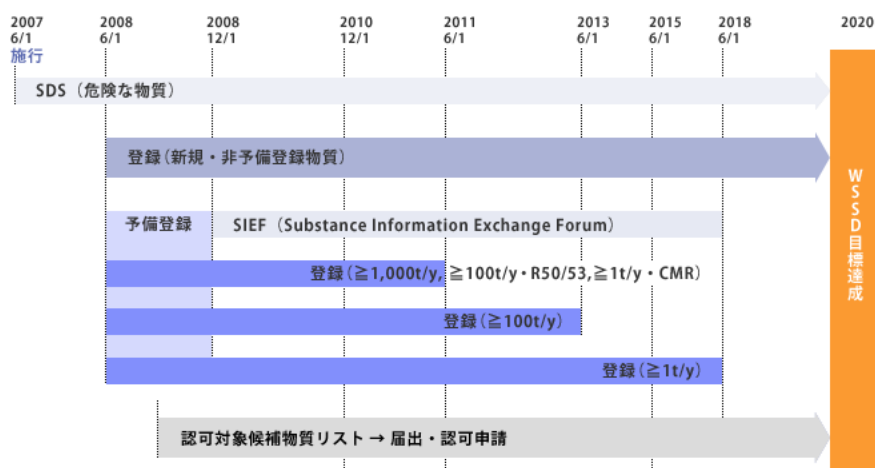 2007
6/1
施行
2008
6/1
2008
12/1
2010
12/1
2011
6/1
2013
6/1
2015
6/1
2018
6/1
2020
SDS（危険な物質）
登録（新規・非予備登録物質）
予備登録
SIEF（Substance Information Exchange Forum）
登録（≧1,000t/y, ≧100t/y・R50/53,≧1t/y・CMR）
登録（≧100t/y）
登録（≧1t/y）
認可対象候補物質リスト → 届出・認可申請
WSSD目標達成